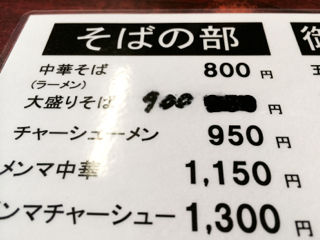 そばの部
中華そば 800円
(ラーメン)
大盛りそば 900円
チャーシューメン 950円
メンマ中華 1,150円
ンマチャーシュー 1,300円